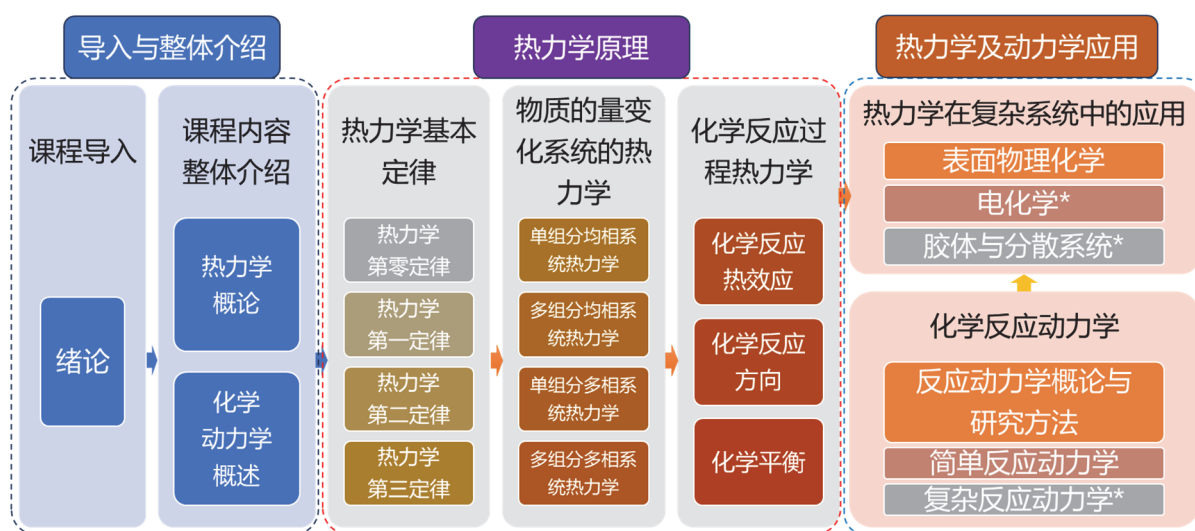 导入与整体介绍
课程导入
绪论
课程内容
整体介绍
热力学
概论
化学
动力学
概述
热力学原理
热力学基本
定律
热力学
第零定律
热力学
第一定律
热力学
第二定律
热力学
第三定律
物质的量变
化系统的热
力学
单组分均相系
统热力学
多组分均相系
统热力学
单组分多相系
统热力学
多组分多相系
统热力学
化学反应过
程热力学
化学反应
热效应
化学反应
方向
化学平衡
热力学及动力学应用
热力学在复杂系统中的应用
表面物理化学
电化学*
胶体与分散系统*
化学反应动力学
反应动力学概论与
研究方法
简单反应动力学
复杂反应动力学*